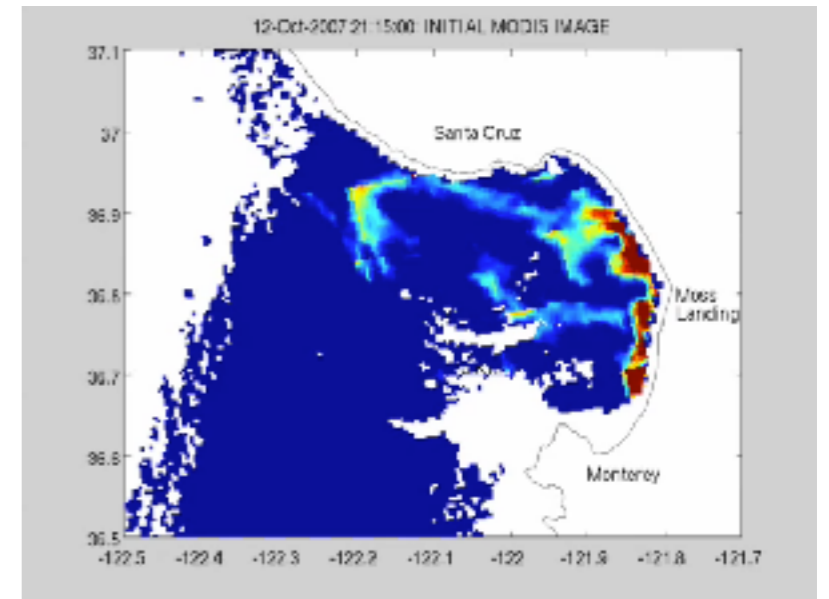 12-Oct-2007 21:15:00: INITIAL MODIS IMAGE
37.1
37
36.9
36.8
36.7
36.6
36.5
Santa Cruz
Moss
Landing
Monterey
-122.5 -122.4 -122.3 -122.2 -122.1 -122 -121.9 -121.8 -121.7